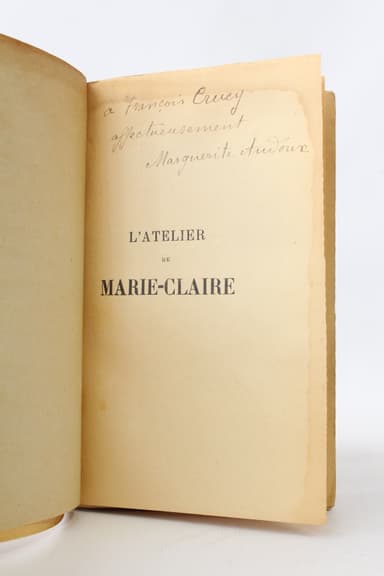 a François Crucy
affectueusement
Marguerite Audoux
L'ATELIER
DE
MARIE-CLAIRE